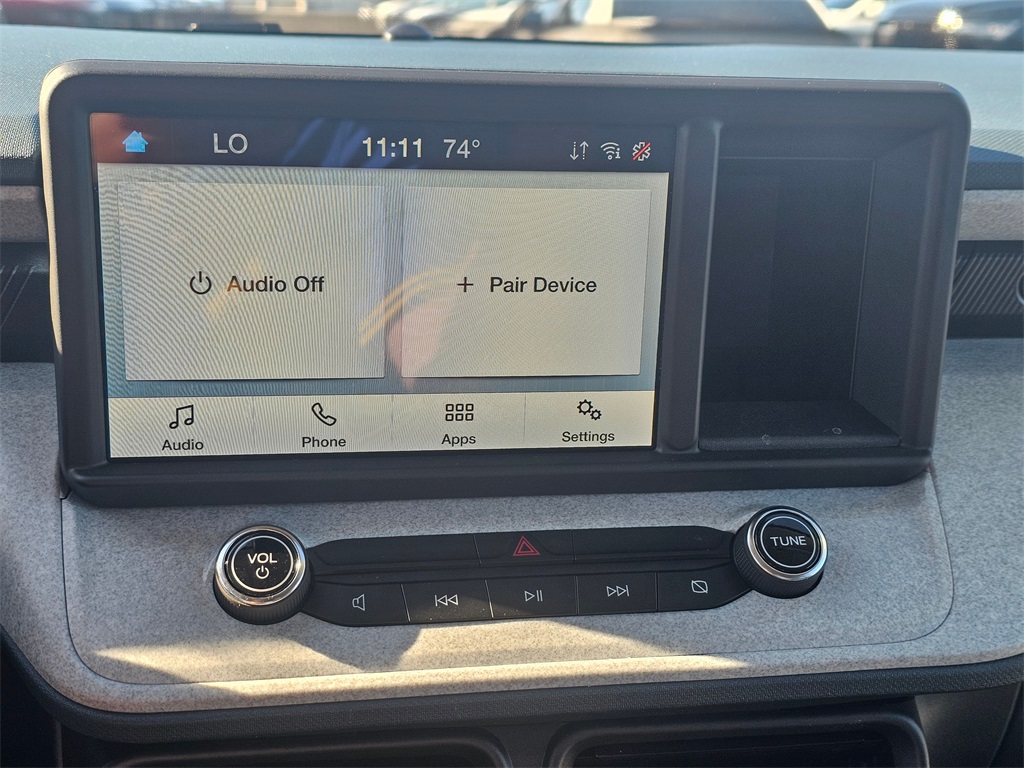 LO 11:11 74°
Audio Off + Pair Device
Audio Phone Apps Settings
VOL TUNE